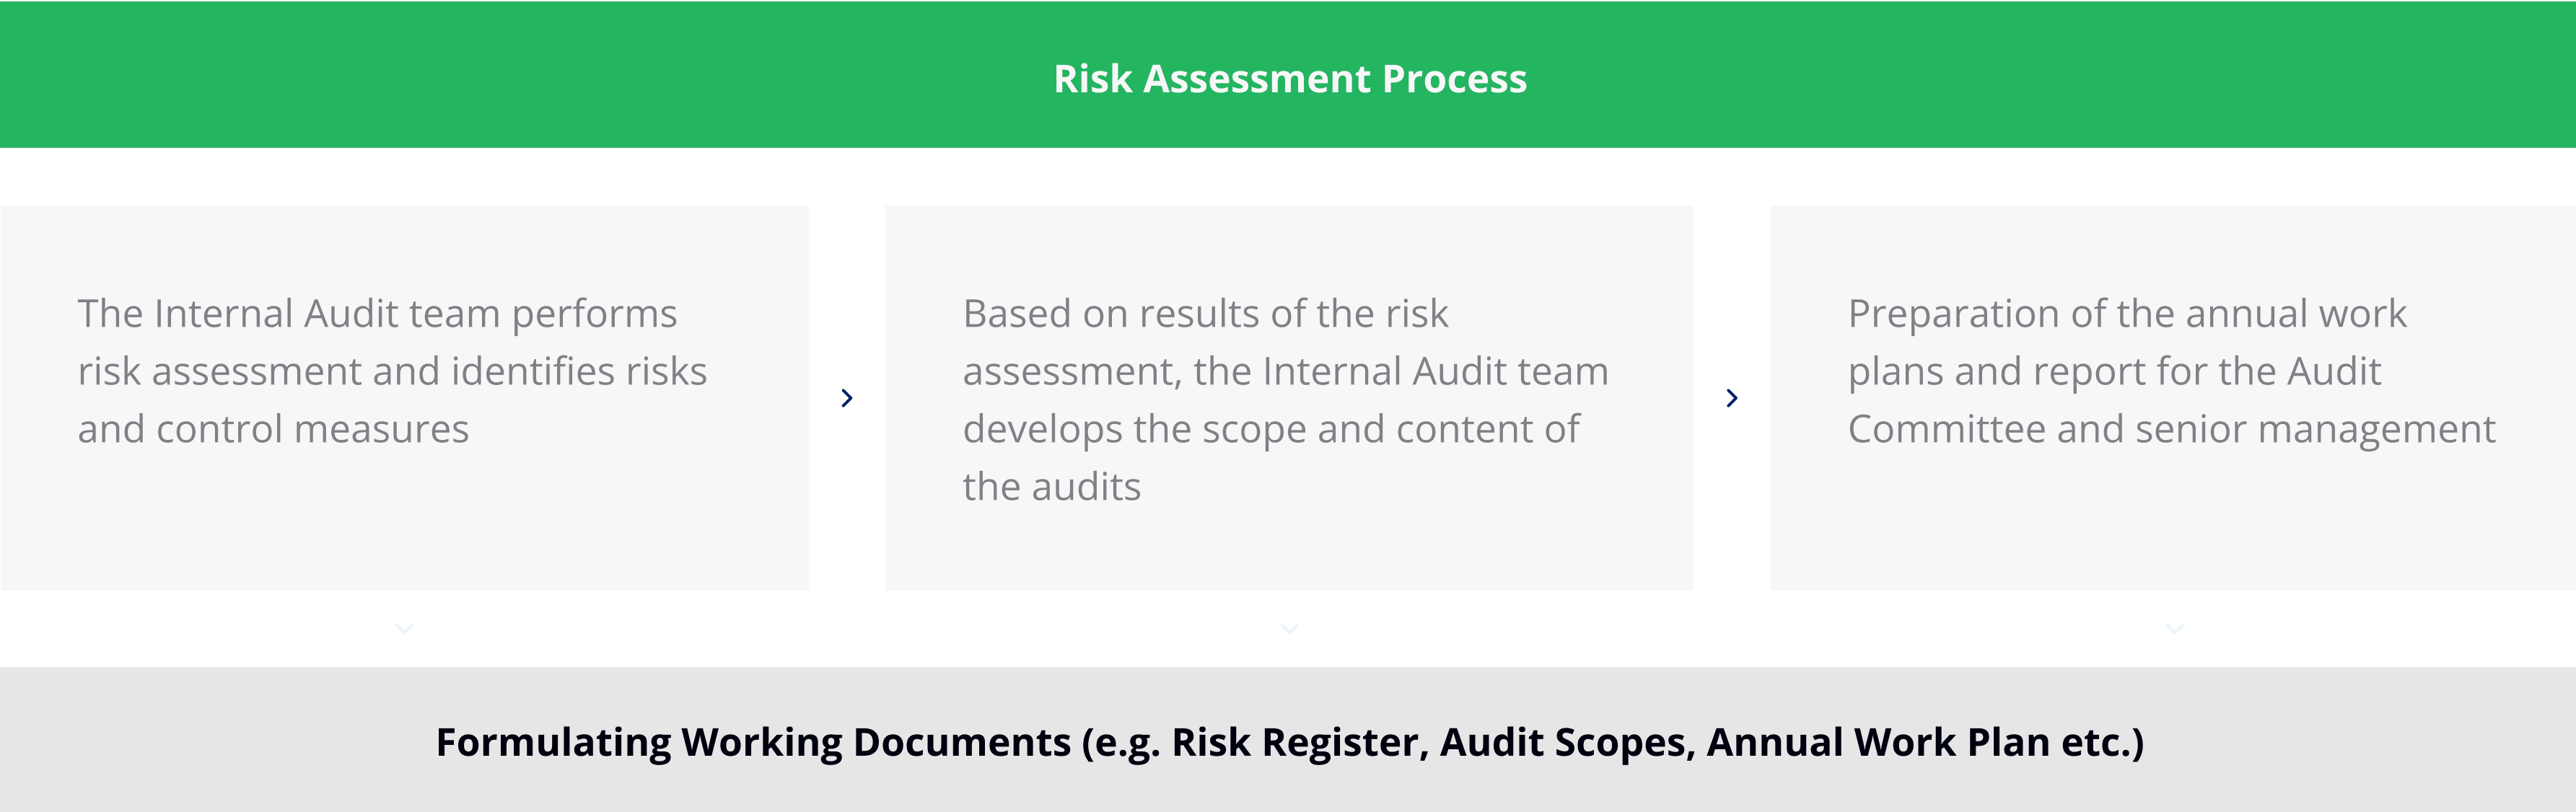 Risk Assessment Process
The Internal Audit team performs
risk assessment and identifies risks
and control measures
Based on results of the risk
assessment, the Internal Audit team
develops the scope and content of
the audits
Preparation of the annual work
plans and report for the Audit
Committee and senior management
Formulating Working Documents (e.g. Risk Register, Audit Scopes, Annual Work Plan etc.)